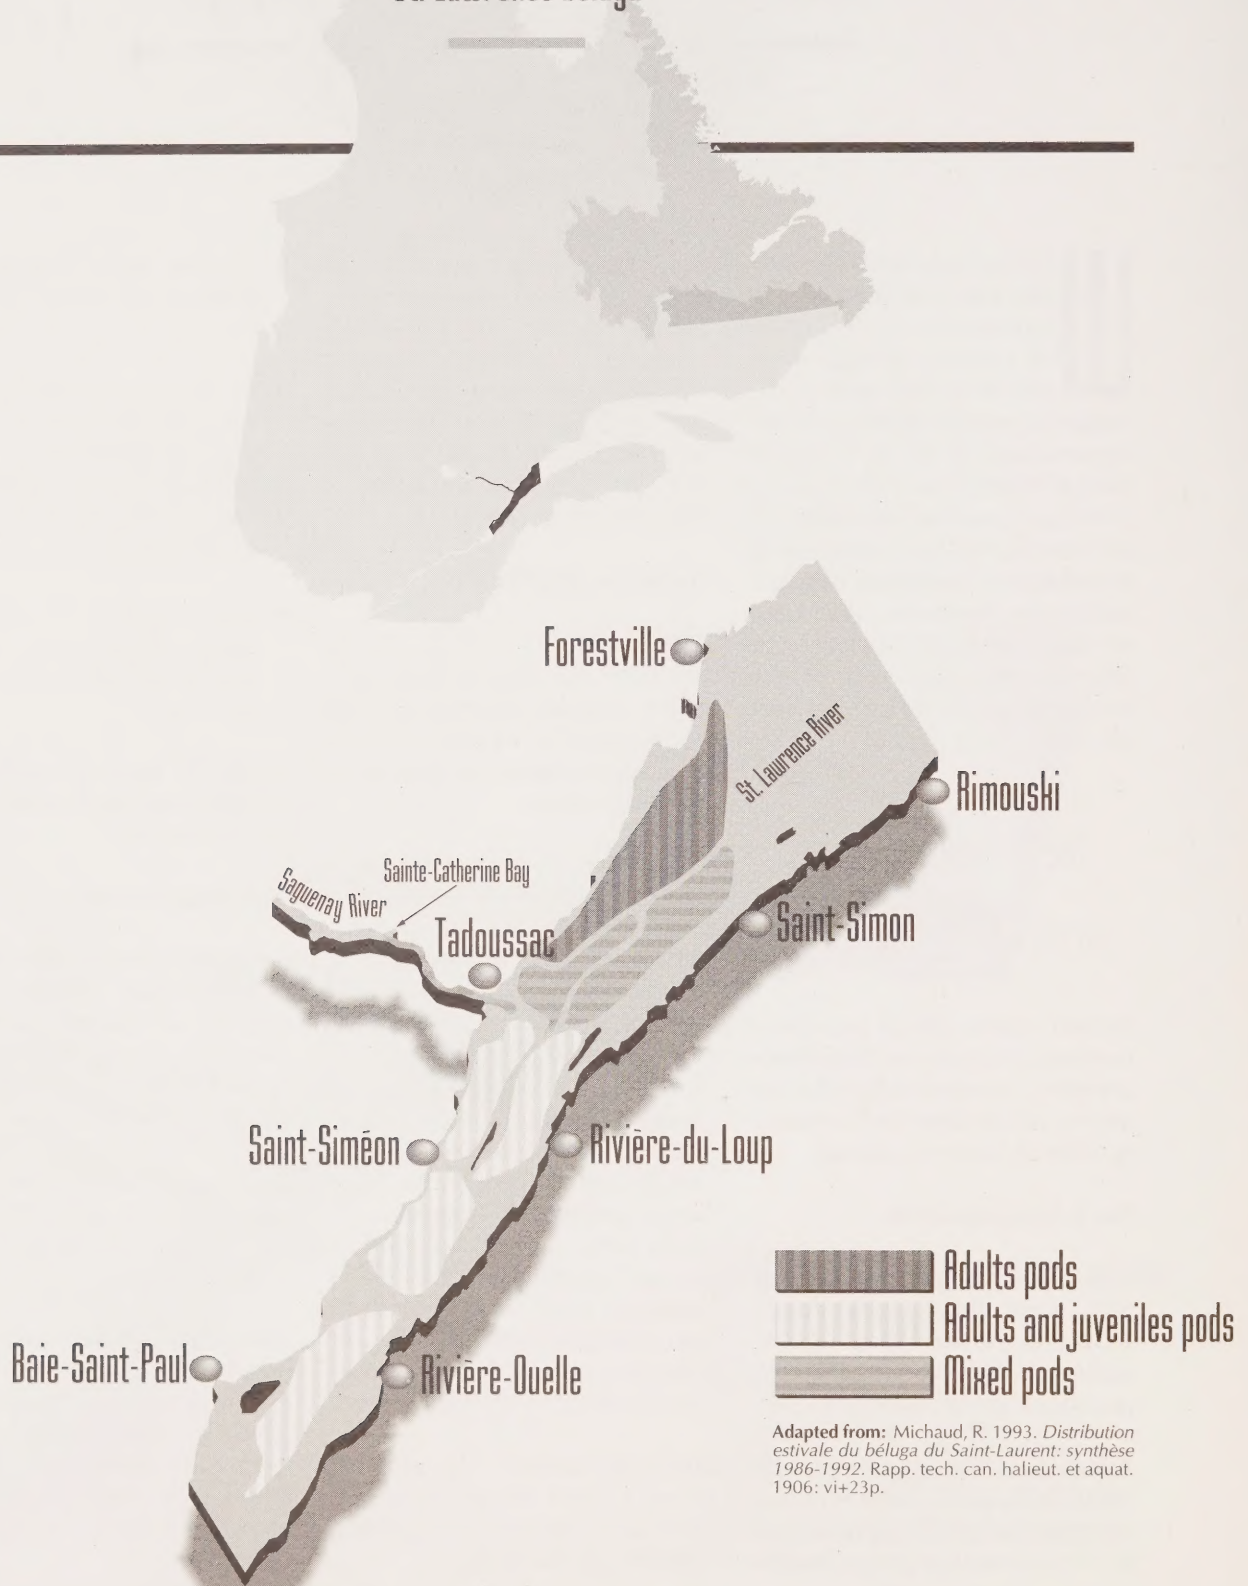 Forestville
St. Lawrence River
Rimouski
Sainte-Catherine Bay
Saguenay River
Tadoussac
Saint-Simon
Saint-Siméon
Rivière-du-Loup
Adults pods
Adults and juveniles pods
Mixed pods
Baie-Saint-Paul
Rivière-Ouelle
Adapted from: Michaud, R. 1993. Distribution
estivale du béluga du Saint-Laurent: synthèse
1986-1992. Rapp. tech. can. halieut. et aquat.
1906: vi+23p.